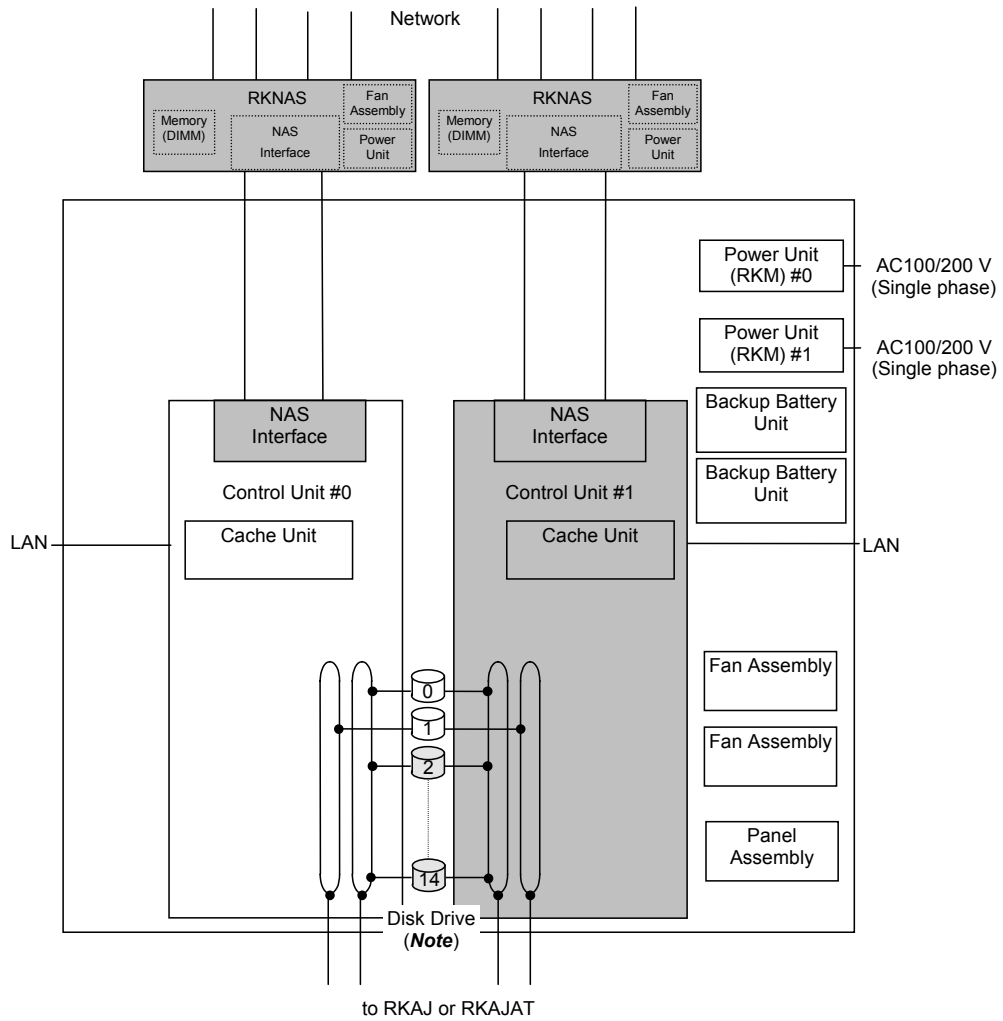 Network
RKNAS
Memory
(DIMM)
NAS
Interface
Fan
Assembly
Power
Unit
RKNAS
Memory
(DIMM)
NAS
Interface
Fan
Assembly
Power
Unit
Power Unit
(RKM) #0
AC100/200 V
(Single phase)
Power Unit
(RKM) #1
AC100/200 V
(Single phase)
Backup Battery
Unit
Backup Battery
Unit
NAS
Interface
Control Unit #0
Cache Unit
NAS
Interface
Control Unit #1
Cache Unit
LAN
LAN
Fan Assembly
Fan Assembly
Panel
Assembly
0
1
2
14
Disk Drive
(Note)
to RKAJ or RKAJAT